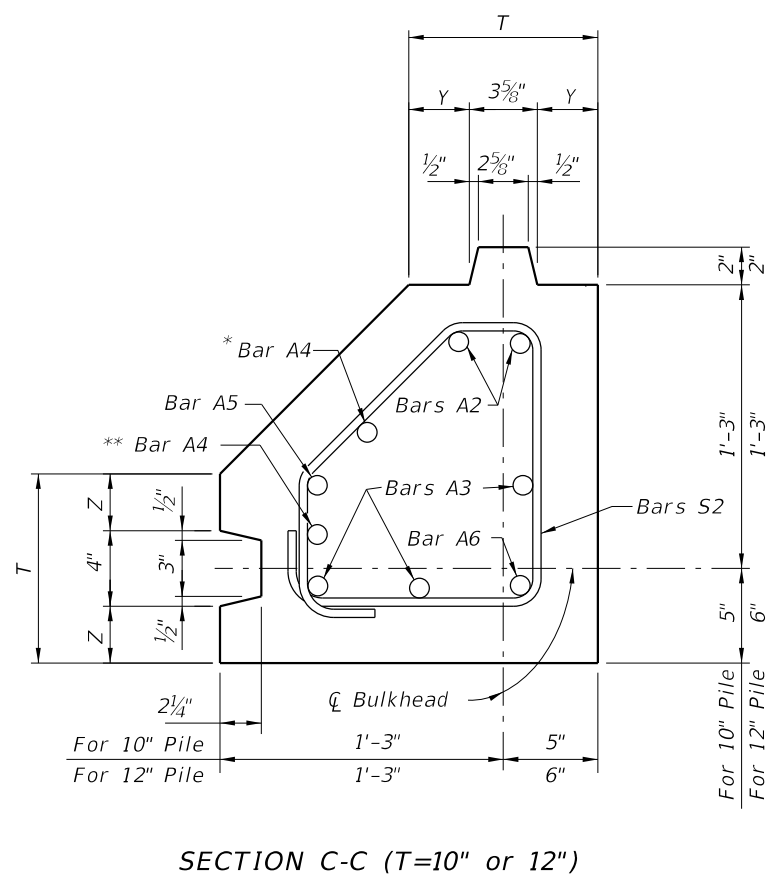 T
Y 3⅝" Y
½" 2⅝" ½"
2" 2"
* Bar A4
Bar A5
Bars A2
** Bar A4
1'-3" 1'-3"
Z
½"
Bars A3
Bars S2
Bar A6
T
4"
3"
Z
½"
5" 6"
2¼"
℄ Bulkhead
For 10" Pile 1'-3" 5"
For 12" Pile 1'-3" 6"
For 10" Pile
For 12" Pile
SECTION C-C (T=10" or 12")